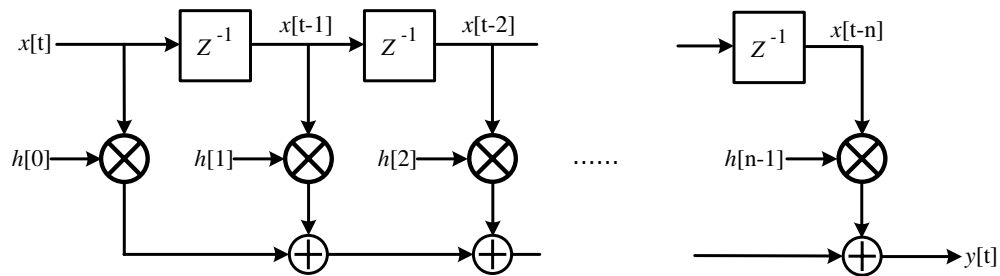 x[t]
Z⁻¹
x[t-1]
Z⁻¹
x[t-2]
Z⁻¹
x[t-n]
h[0]
h[1]
h[2]
......
h[n-1]
y[t]